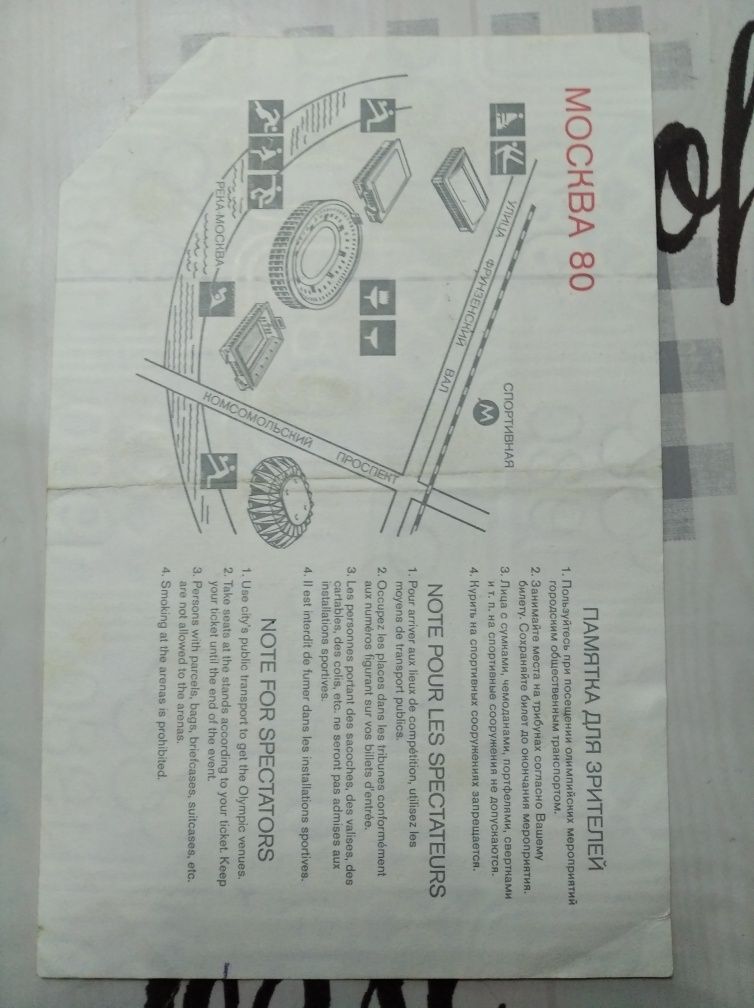 МОСКВА 80
УЛИЦА ФРУНЗЕНСКИЙ ВАЛ
СПОРТИВНАЯ
М
РЕКА-МОСКВА
КОМСОМОЛЬСКИЙ ПРОСПЕКТ
ПАМЯТКА ДЛЯ ЗРИТЕЛЕЙ
1. Пользуйтесь при посещении олимпийских мероприятий
городским общественным транспортом.
2. Занимайте места на трибунах согласно Вашему
билету. Сохраняйте билет до окончания мероприятия.
3. Лица с сумками, чемоданами, портфелями, свертками
и т. п. на спортивные сооружения не допускаются.
4. Курить на спортивных сооружениях запрещается.
NOTE POUR LES SPECTATEURS
1. Pour arriver aux lieux de compétition, utilisez les
moyens de transport publics.
2. Occupez les places dans les tribunes conformément
aux numéros figurant sur vos billets d'entrée.
3. Les personnes portant des sacoches, des valises, des
cartables, des colis, etc. ne seront pas admises aux
installations sportives.
4. Il est interdit de fumer dans les installations sportives.
NOTE FOR SPECTATORS
1. Use city's public transport to get the Olympic venues.
2. Take seats at the stands according to your ticket. Keep
your ticket until the end of the event.
3. Persons with parcels, bags, briefcases, suitcases, etc.
are not allowed to the arenas.
4. Smoking at the arenas is prohibited.